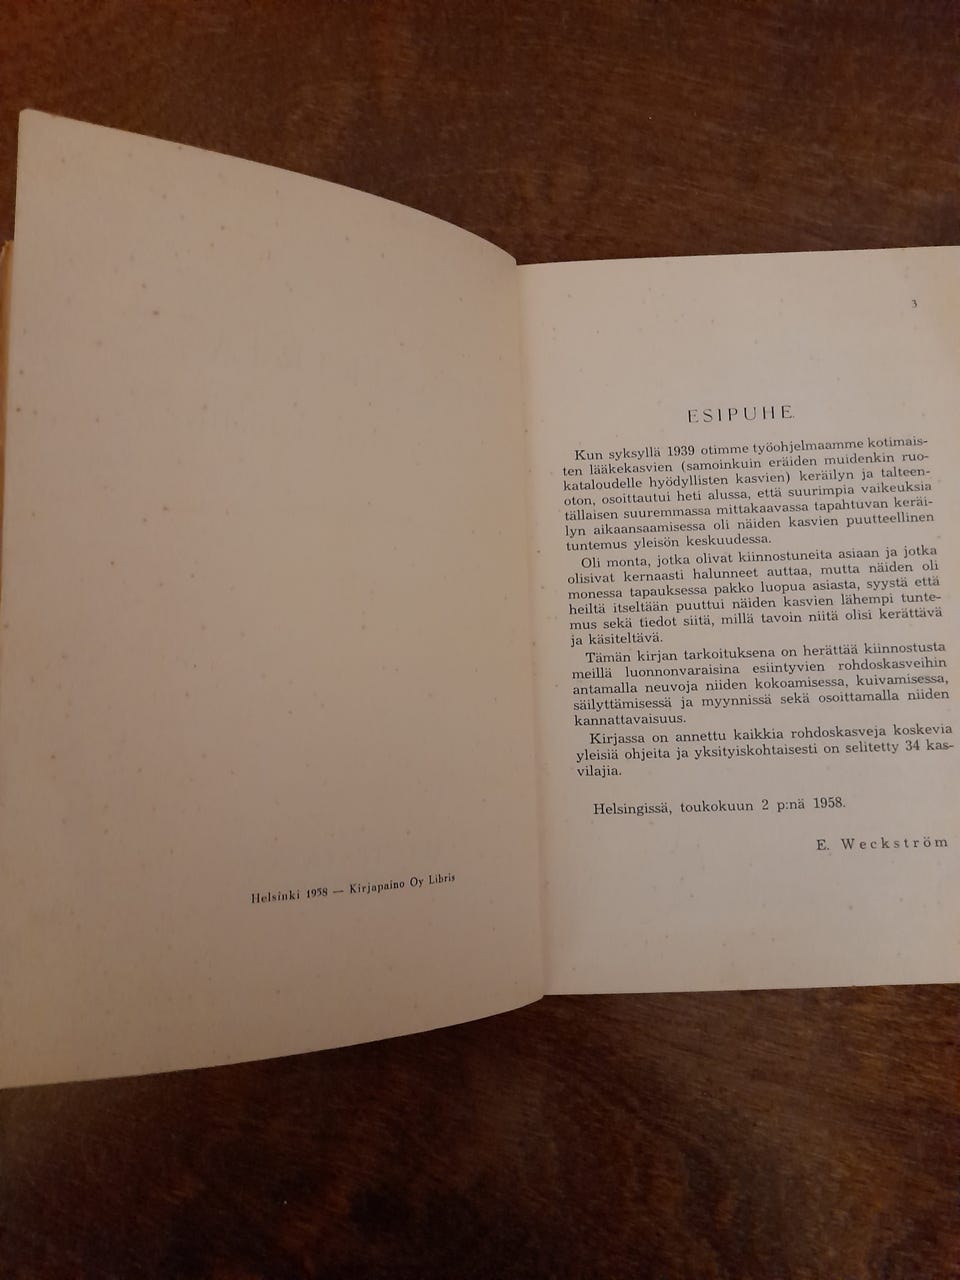 Helsinki 1958 — Kirjapaino Oy Libris
3
ESIPUHE.
Kun syksyllä 1939 otimme työohjelmaamme kotimais-
ten lääkekasvien (samoinkuin eräiden muidenkin ruo-
kataloudelle hyödyllisten kasvien) keräilyn ja talteen-
oton, osoittautui heti alussa, että suurimpia vaikeuksia
tällaisen suuremmassa mittakaavassa tapahtuvan keräi-
lyn aikaansaamisessa oli näiden kasvien puutteellinen
tuntemus yleisön keskuudessa.
Oli monta, jotka olivat kiinnostuneita asiaan ja jotka
olisivat kernaasti halunneet auttaa, mutta näiden oli
monessa tapauksessa pakko luopua asiasta, syystä että
heiltä itseltään puuttui näiden kasvien lähempi tunte-
mus sekä tiedot siitä, millä tavoin niitä olisi kerättävä
ja käsiteltävä.
Tämän kirjan tarkoituksena on herättää kiinnostusta
meillä luonnonvaraisina esiintyvien rohdoskasveihin
antamalla neuvoja niiden kokoamisessa, kuivamisessa,
säilyttämisessä ja myynnissä sekä osoittamalla niiden
kannattavaisuus.
Kirjassa on annettu kaikkia rohdoskasveja koskevia
yleisiä ohjeita ja yksityiskohtaisesti on selitetty 34 kas-
vilajia.
Helsingissä, toukokuun 2 p:nä 1958.
E. Weckström